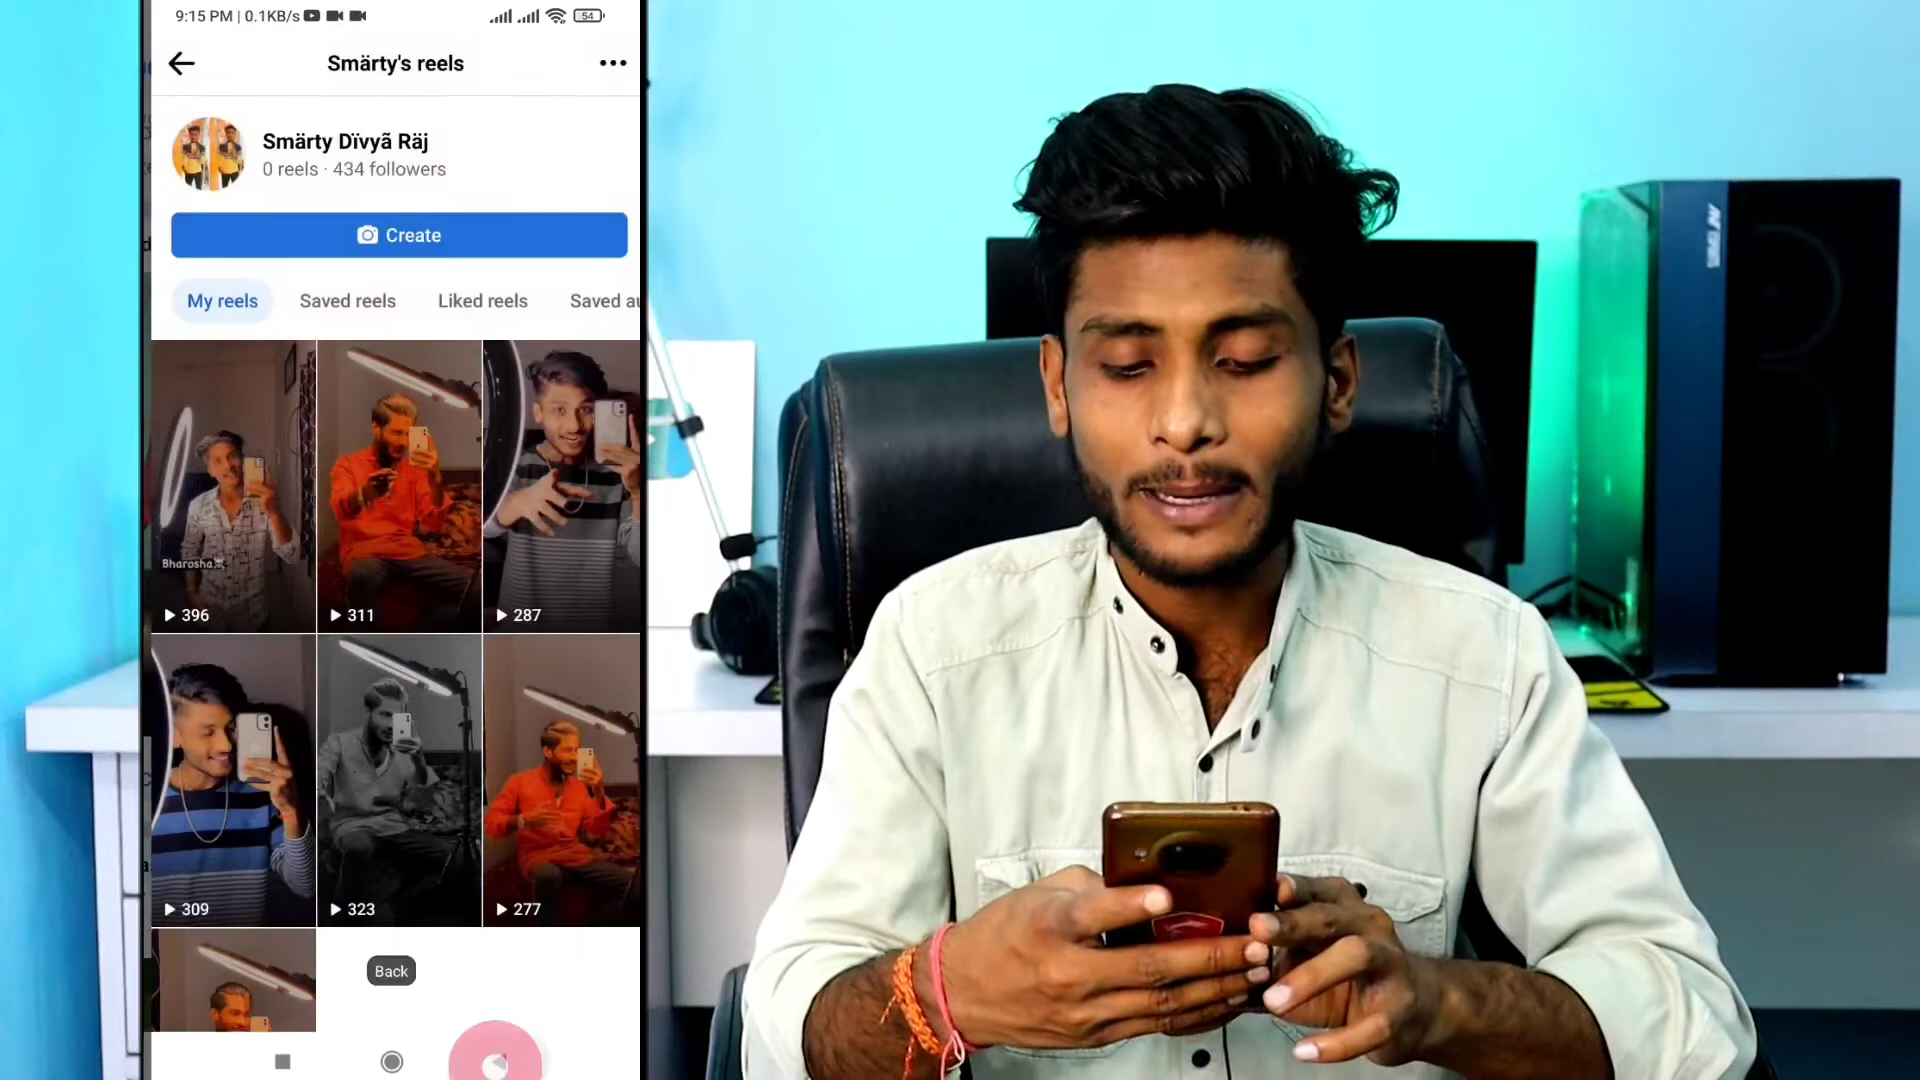 9:15 PM | 0.1KB/s
54
Smärty's reels
Smärty Dïvyã Räj
0 reels · 434 followers
Create
My reels
Saved reels
Liked reels
Saved au
Bharosha
396
311
287
309
323
277
Back